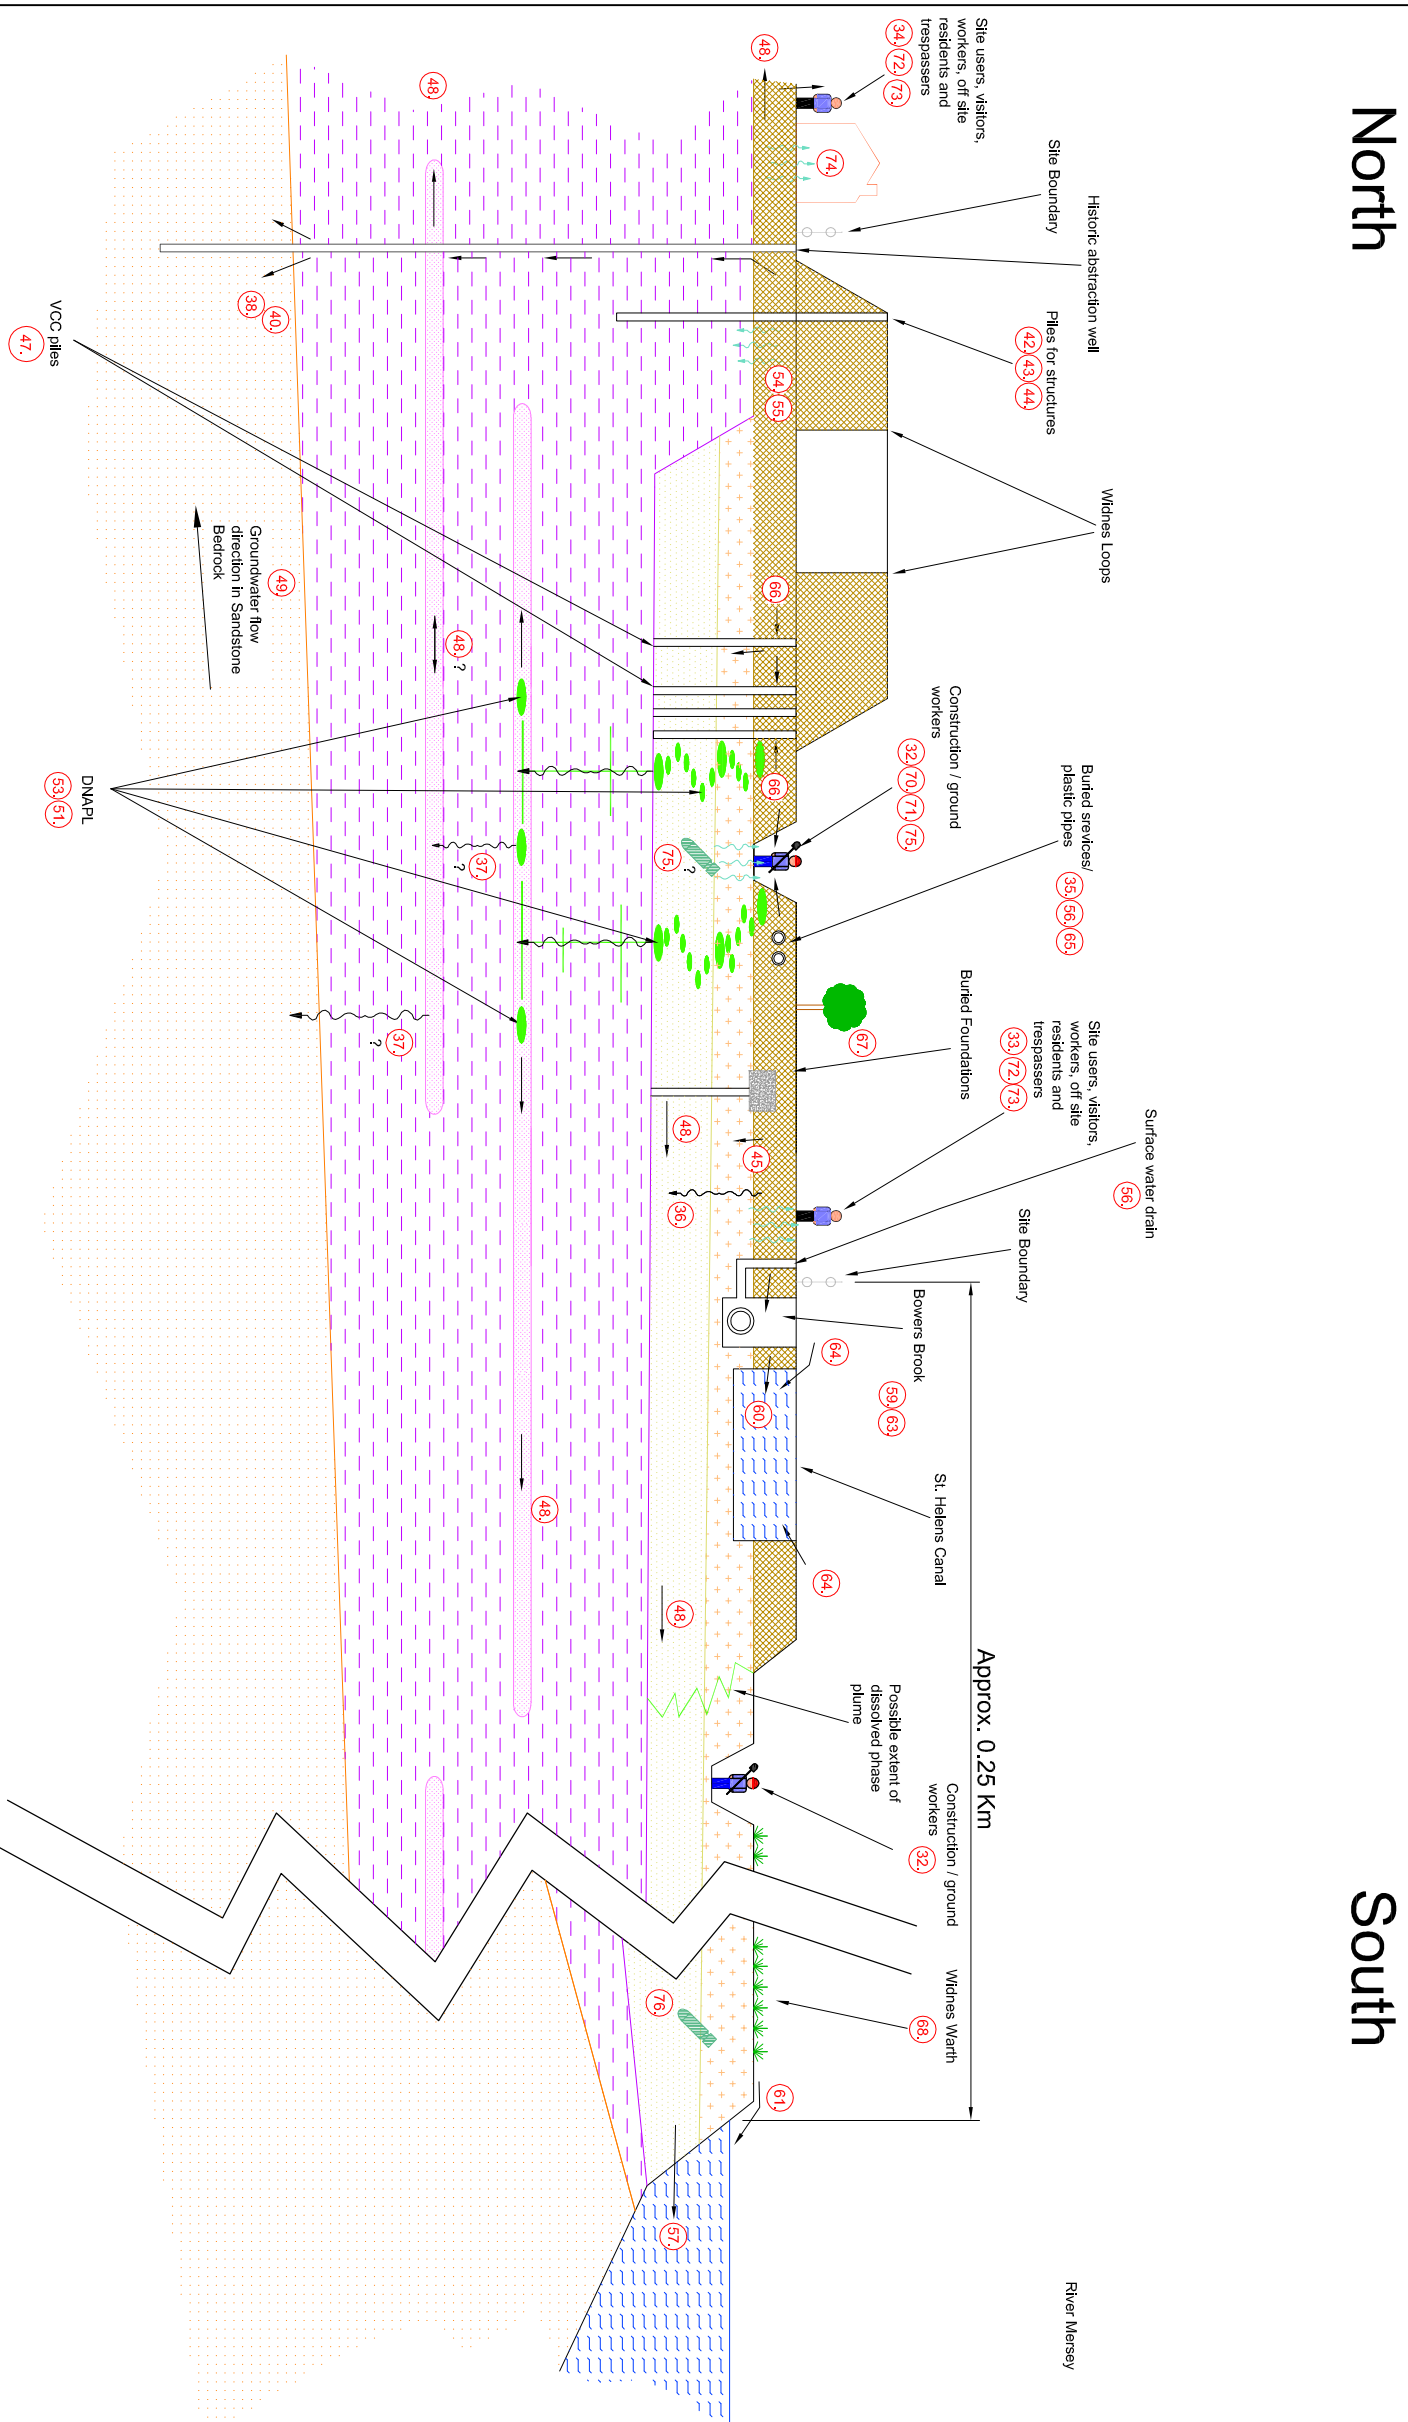 North
South
Site users, visitors,
workers, off site
residents and
trespassers
34. 72. 73.
48.
74.
Site Boundary
Historic abstraction well
Piles for structures
42. 43. 44.
Widnes Loops
54. 55.
66.
Construction / ground
workers
32. 70. 71. 75.
66.
Buried srevices/
plastic pipes
35. 56. 65.
75.
?
67.
Buried Foundations
Site users, visitors,
workers, off site
residents and
trespassers
33. 72. 73.
48.
45.
36.
Surface water drain
56.
Site Boundary
Bowers Brook
59. 63.
64.
60.
St. Helens Canal
64.
48.
Approx. 0.25 Km
Possible extent of
dissolved phase
plume
Construction / ground
workers
32.
Widnes Warth
68.
76.
61.
57.
River Mersey
48.
40.
38.
VCC piles
47.
49.
Groundwater flow
direction in Sandstone
Bedrock
48. ?
37.
?
37.
?
48.
DNAPL
53. 51.